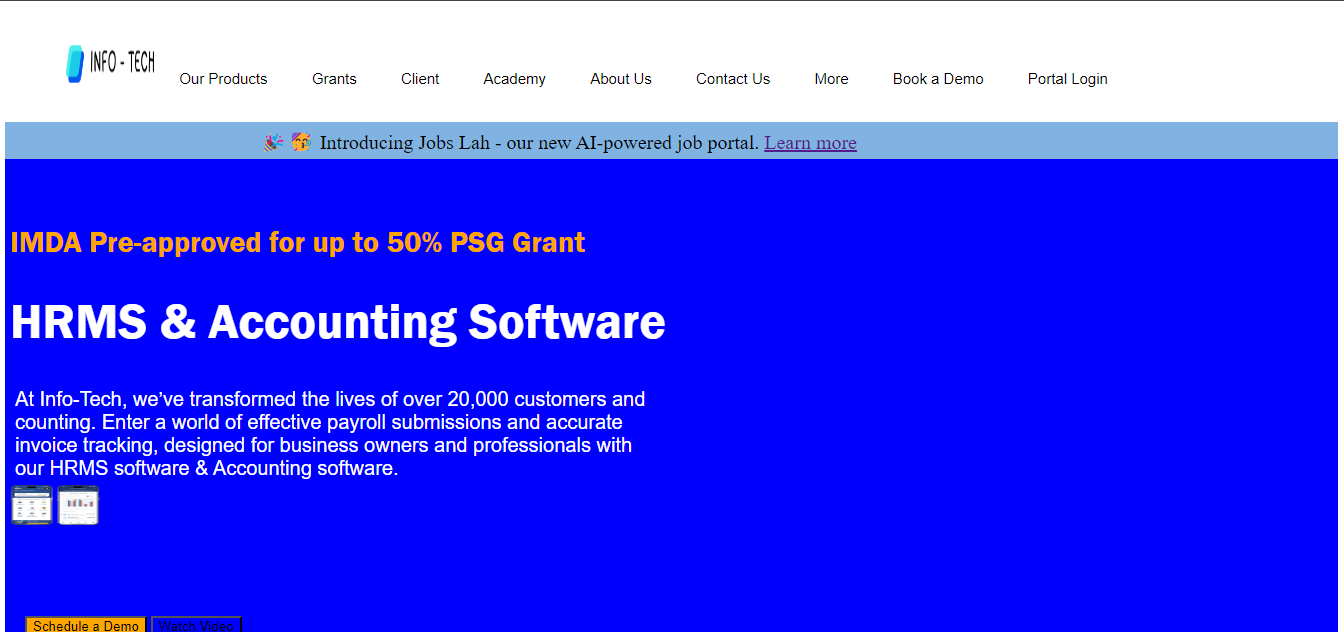 INFO - TECH
Our Products Grants Client Academy About Us Contact Us More Book a Demo Portal Login
🎉 🥳 Introducing Jobs Lah - our new AI-powered job portal. Learn more
IMDA Pre-approved for up to 50% PSG Grant
HRMS & Accounting Software
At Info-Tech, we’ve transformed the lives of over 20,000 customers and
counting. Enter a world of effective payroll submissions and accurate
invoice tracking, designed for business owners and professionals with
our HRMS software & Accounting software.
Schedule a Demo Watch Video